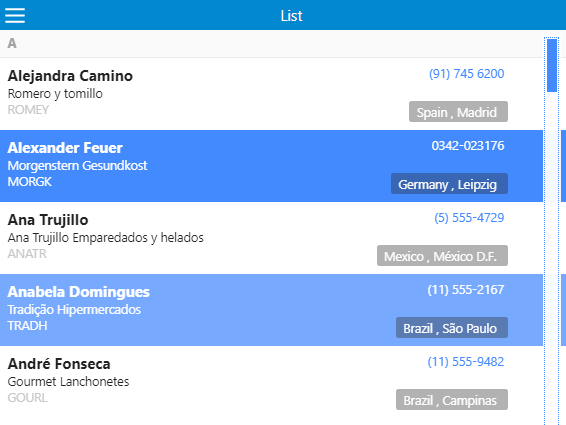 List
A
Alejandra Camino
(91) 745 6200
Romero y tomillo
ROMEY
Spain , Madrid
Alexander Feuer
0342-023176
Morgenstern Gesundkost
MORGK
Germany , Leipzig
Ana Trujillo
(5) 555-4729
Ana Trujillo Emparedados y helados
ANATR
Mexico , México D.F.
Anabela Domingues
(11) 555-2167
Tradição Hipermercados
TRADH
Brazil , São Paulo
André Fonseca
(11) 555-9482
Gourmet Lanchonetes
GOURL
Brazil , Campinas